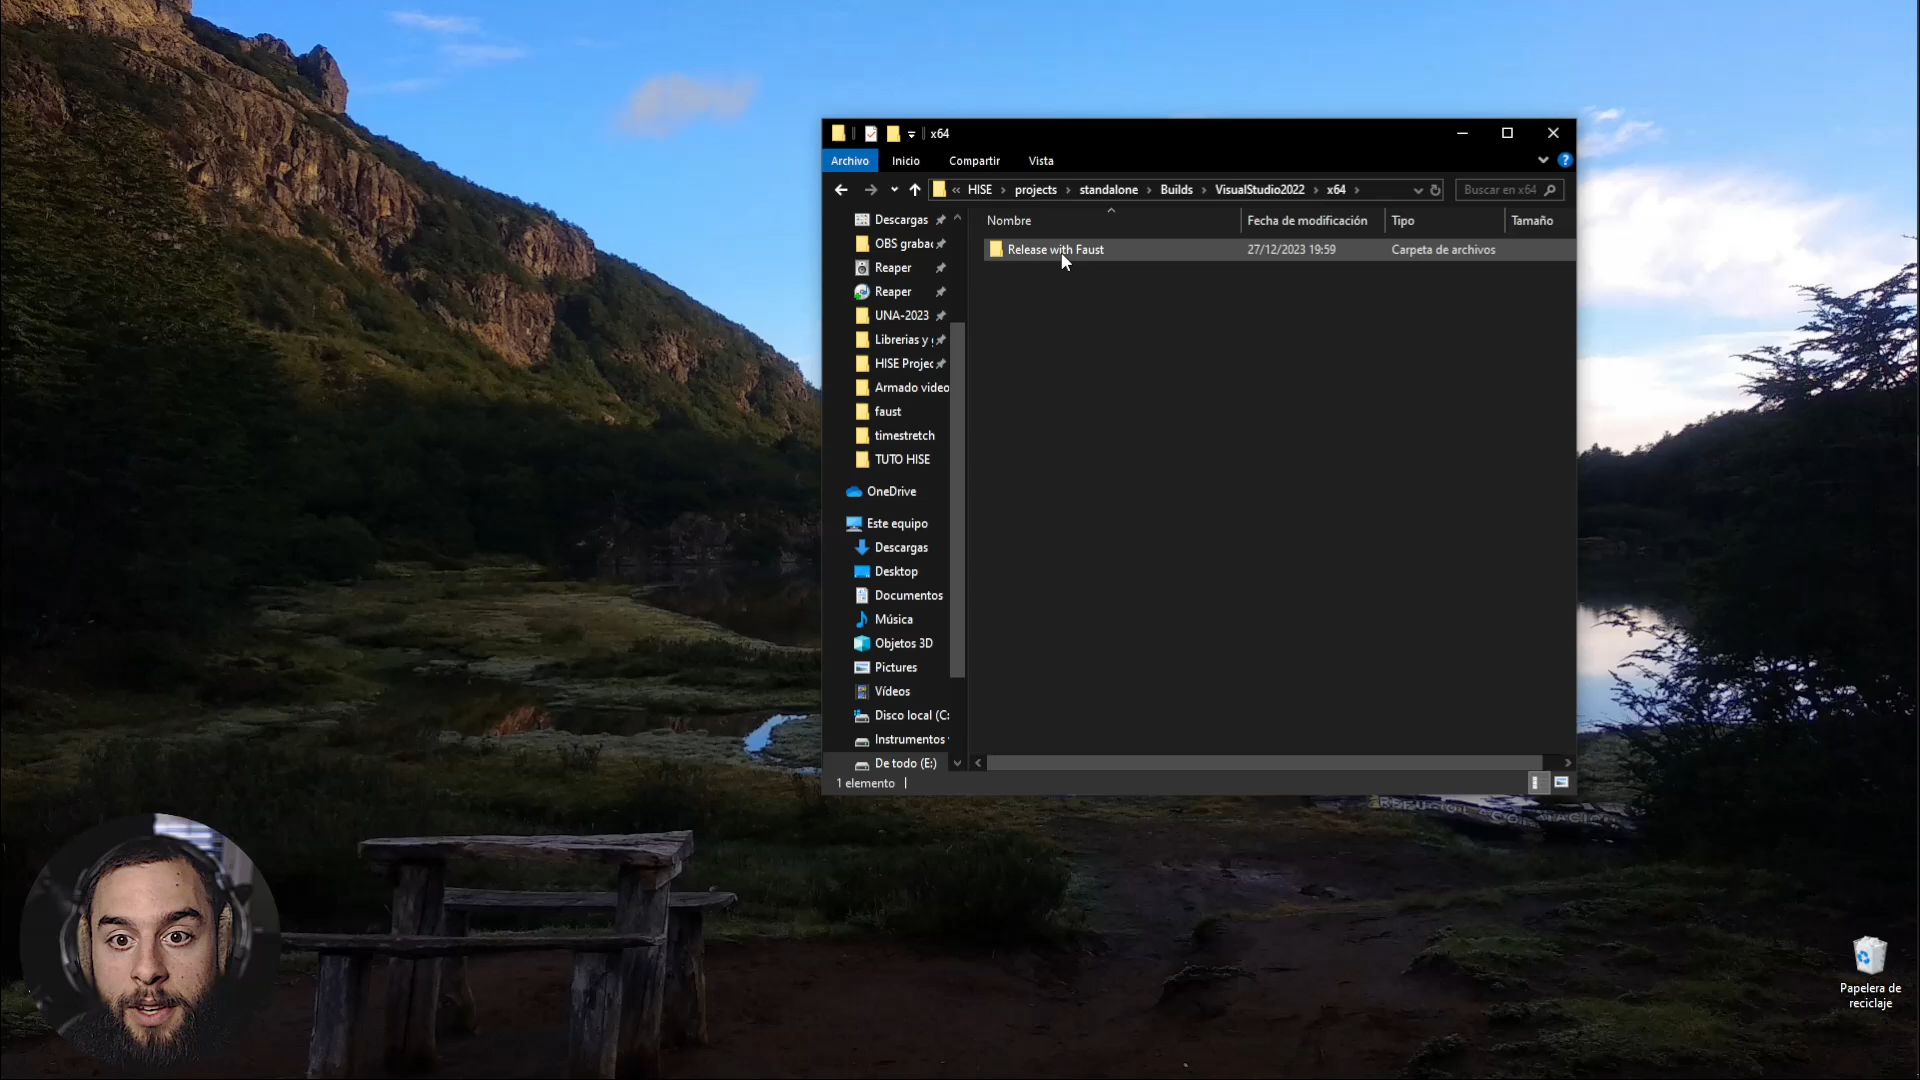 x64
Archivo Inicio Compartir Vista
« HISE › projects › standalone › Builds › VisualStudio2022 › x64 ›
Buscar en x64
Nombre Fecha de modificación Tipo Tamaño
Release with Faust 27/12/2023 19:59 Carpeta de archivos
Descargas
OBS grabac
Reaper
Reaper
UNA-2023
Librerias y
HISE Projec
Armado video
faust
timestretch
TUTO HISE
OneDrive
Este equipo
Descargas
Desktop
Documentos
Música
Objetos 3D
Pictures
Vídeos
Disco local (C:
Instrumentos
De todo (E:)
1 elemento
Papelera de
reciclaje